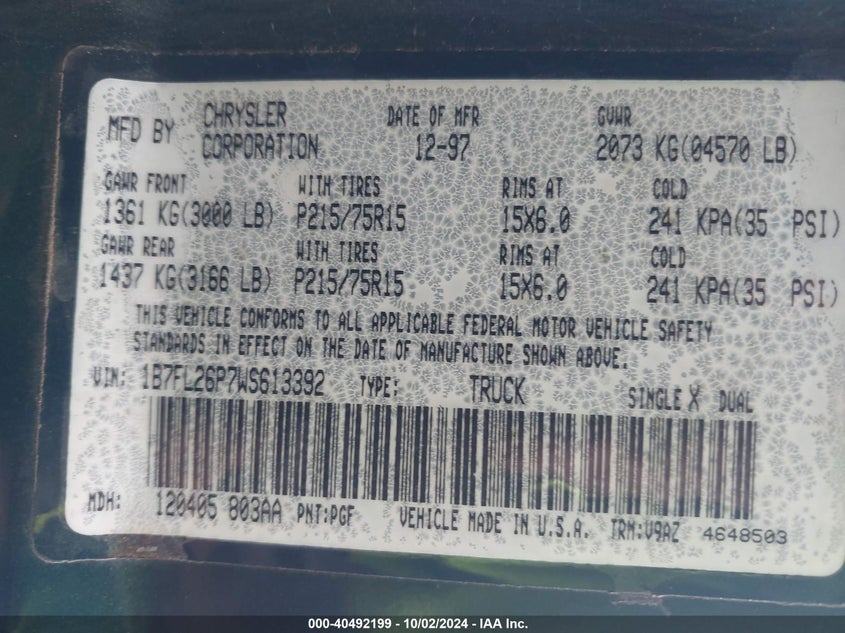 MFD BY CHRYSLER CORPORATION DATE OF MFR 12-97 GVWR 2073 KG(04570 LB)
GAWR FRONT WITH TIRES RIMS AT COLD
1361 KG(3000 LB) P215/75R15 15X6.0 241 KPA(35 PSI)
GAWR REAR WITH TIRES RIMS AT COLD
1437 KG(3166 LB) P215/75R15 15X6.0 241 KPA(35 PSI)
THIS VEHICLE CONFORMS TO ALL APPLICABLE FEDERAL MOTOR VEHICLE SAFETY
STANDARDS IN EFFECT ON THE DATE OF MANUFACTURE SHOWN ABOVE.
VIN: 1B7FL26P7WS613392 TYPE: TRUCK SINGLE X DUAL
MDH: 120405 803AA PNT:PGF VEHICLE MADE IN U.S.A. TRM:V9AZ 4648503
000-40492199 - 10/02/2024 - IAA Inc.